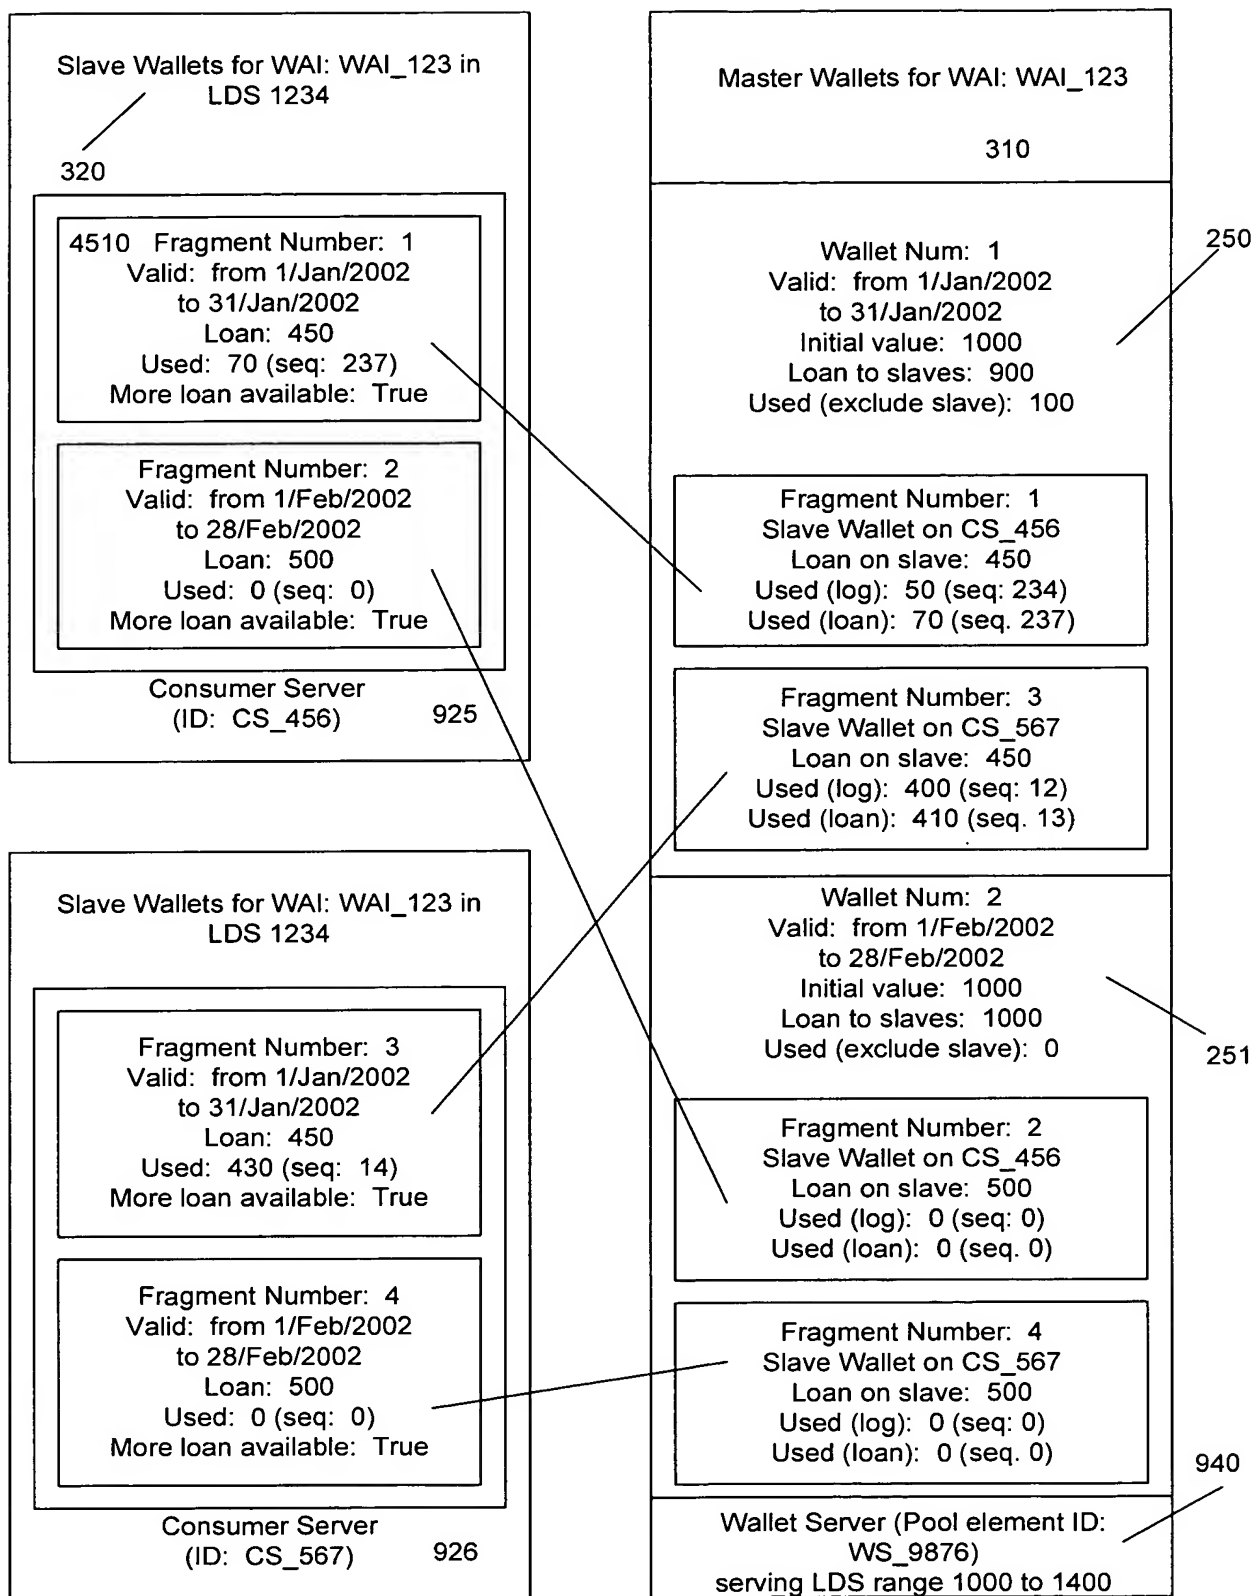 Slave Wallets for WAI: WAI_123 in
LDS 1234
320
4510 Fragment Number: 1
Valid: from 1/Jan/2002
to 31/Jan/2002
Loan: 450
Used: 70 (seq: 237)
More loan available: True
Fragment Number: 2
Valid: from 1/Feb/2002
to 28/Feb/2002
Loan: 500
Used: 0 (seq: 0)
More loan available: True
Consumer Server
(ID: CS_456) 925
Slave Wallets for WAI: WAI_123 in
LDS 1234
Fragment Number: 3
Valid: from 1/Jan/2002
to 31/Jan/2002
Loan: 450
Used: 430 (seq: 14)
More loan available: True
Fragment Number: 4
Valid: from 1/Feb/2002
to 28/Feb/2002
Loan: 500
Used: 0 (seq: 0)
More loan available: True
Consumer Server
(ID: CS_567) 926
Master Wallets for WAI: WAI_123
310
Wallet Num: 1
Valid: from 1/Jan/2002
to 31/Jan/2002
Initial value: 1000
Loan to slaves: 900
Used (exclude slave): 100
250
Fragment Number: 1
Slave Wallet on CS_456
Loan on slave: 450
Used (log): 50 (seq: 234)
Used (loan): 70 (seq. 237)
Fragment Number: 3
Slave Wallet on CS_567
Loan on slave: 450
Used (log): 400 (seq: 12)
Used (loan): 410 (seq. 13)
Wallet Num: 2
Valid: from 1/Feb/2002
to 28/Feb/2002
Initial value: 1000
Loan to slaves: 1000
Used (exclude slave): 0
251
Fragment Number: 2
Slave Wallet on CS_456
Loan on slave: 500
Used (log): 0 (seq: 0)
Used (loan): 0 (seq. 0)
Fragment Number: 4
Slave Wallet on CS_567
Loan on slave: 500
Used (log): 0 (seq: 0)
Used (loan): 0 (seq. 0)
940
Wallet Server (Pool element ID:
WS_9876)
serving LDS range 1000 to 1400